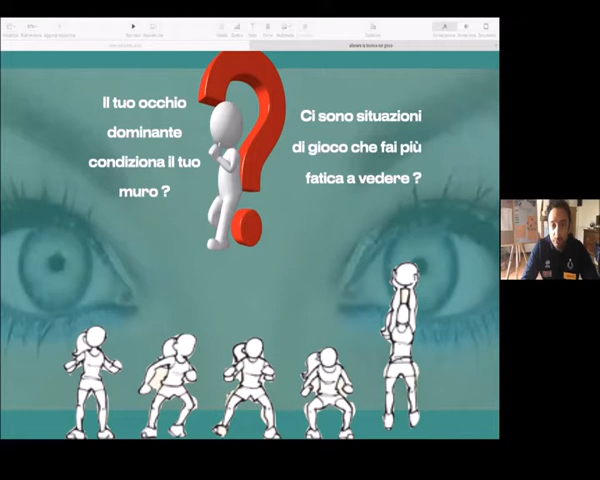 Il tuo occhio
dominante
condiziona il tuo
muro ?
Ci sono situazioni
di gioco che fai più
fatica a vedere ?